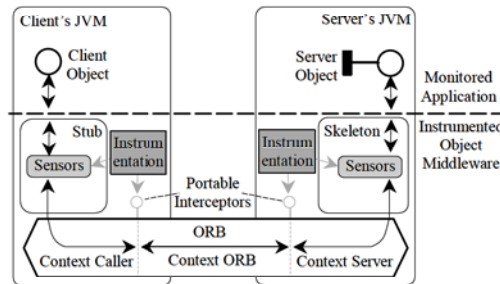 Client's JVM
Server's JVM
Client
Object
Server
Object
Monitored
Application
Stub
Instrum
entation
Instrum
entation
Skeleton
Instrumented
Object
Middleware
Sensors
Sensors
Portable
Interceptors
ORB
Context Caller
Context ORB
Context Server